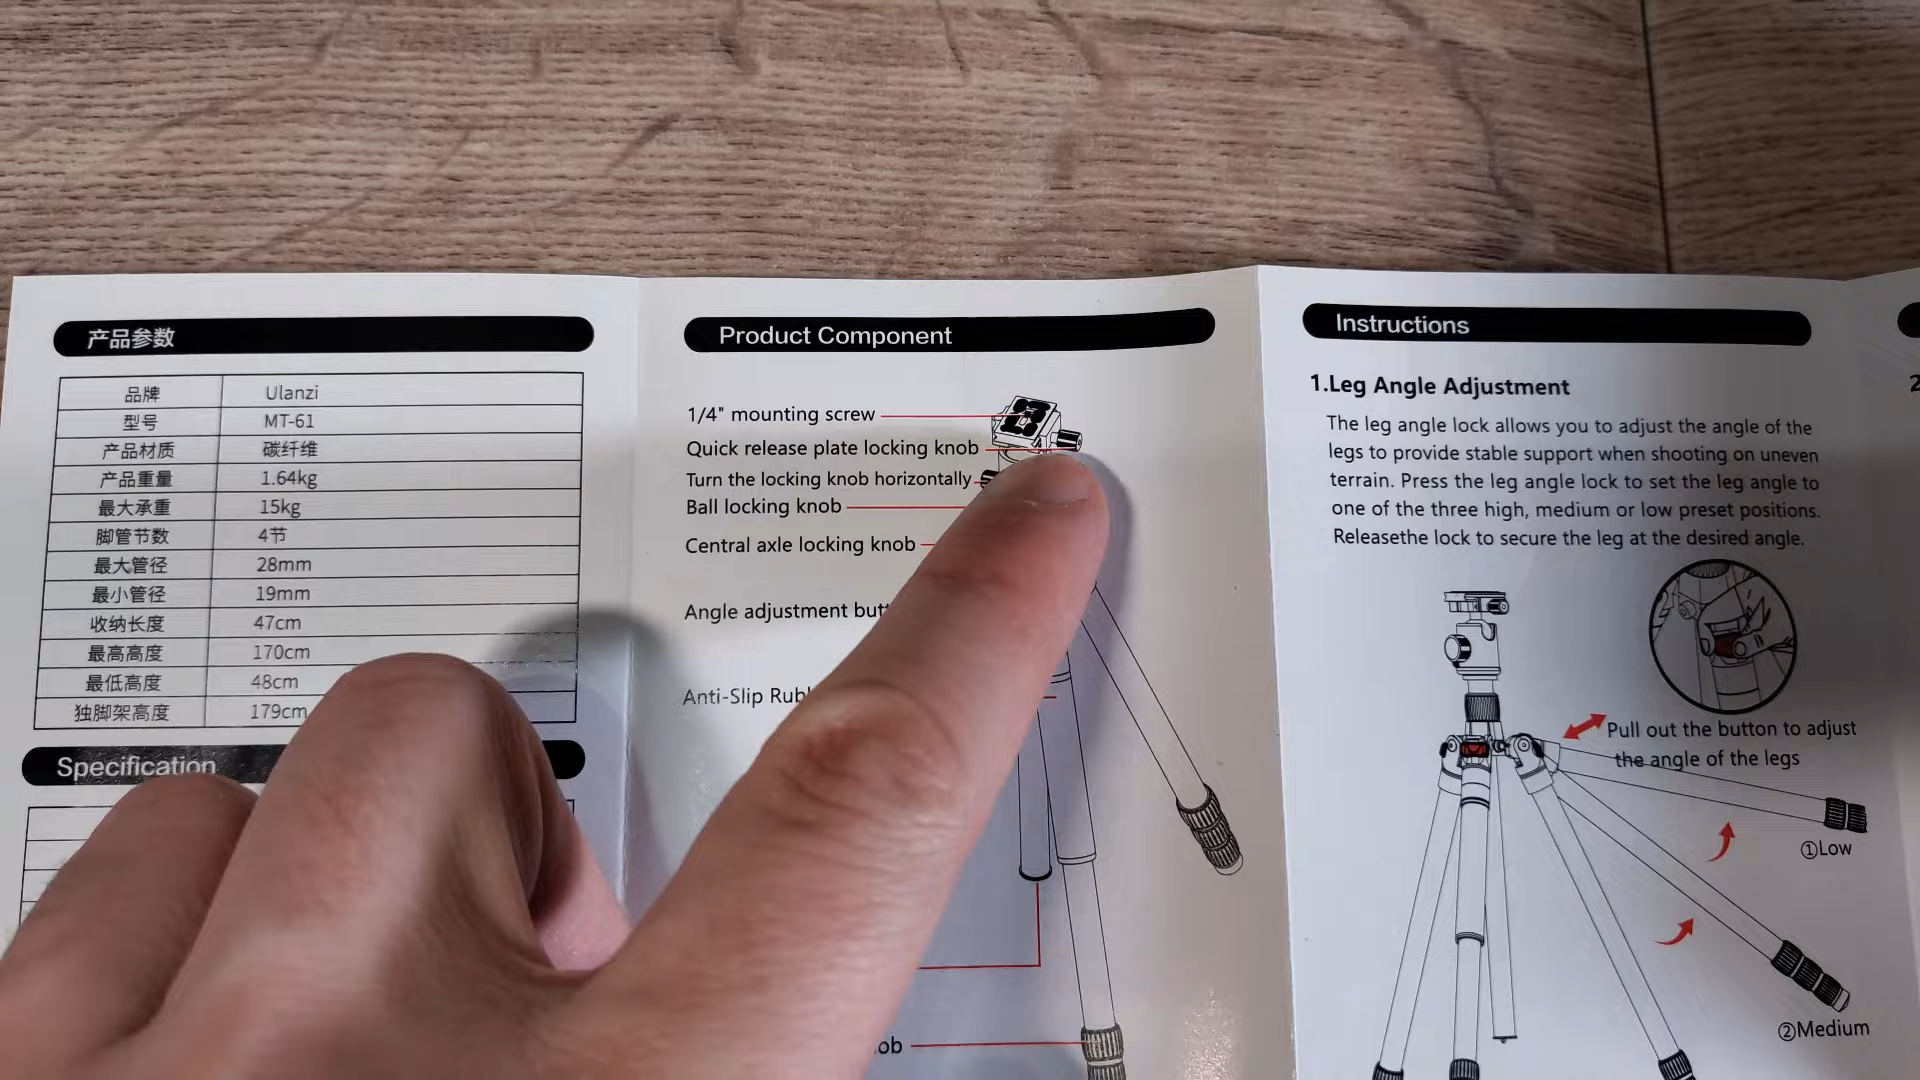 产品参数
品牌 Ulanzi
型号 MT-61
产品材质 碳纤维
产品重量 1.64kg
最大承重 15kg
脚管节数 4节
最大管径 28mm
最小管径 19mm
收纳长度 47cm
最高高度 170cm
最低高度 48cm
独脚架高度 179cm
Specification
Product Component
1/4" mounting screw
Quick release plate locking knob
Turn the locking knob horizontally
Ball locking knob
Central axle locking knob
Angle adjustment
Anti-Slip
Instructions
1.Leg Angle Adjustment
The leg angle lock allows you to adjust the angle of the
legs to provide stable support when shooting on uneven
terrain. Press the leg angle lock to set the leg angle to
one of the three high, medium or low preset positions.
Releasethe lock to secure the leg at the desired angle.
Pull out the button to adjust
the angle of the legs
①Low
②Medium
2